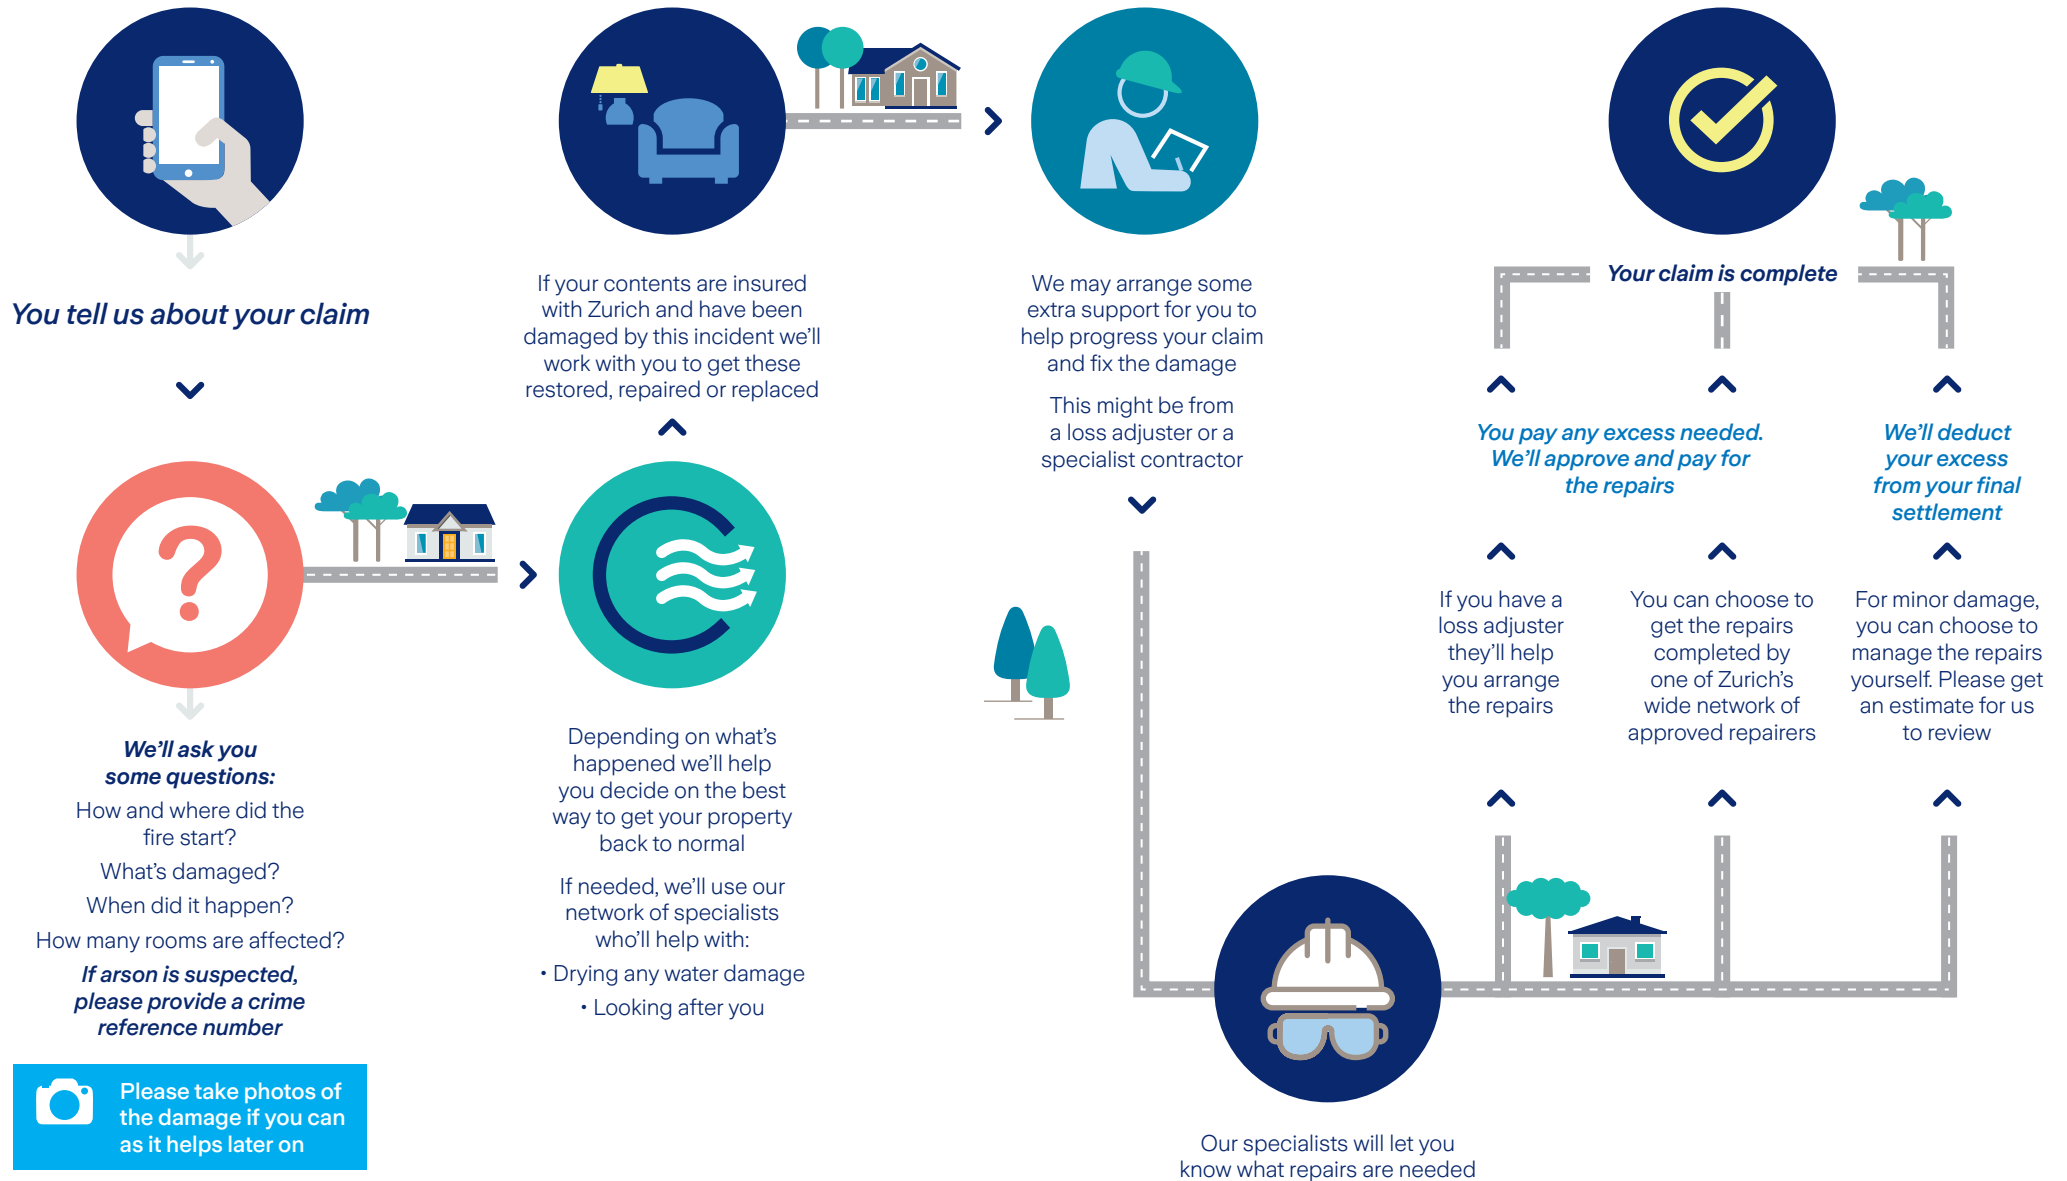 You tell us about your claim
We'll ask you
some questions:
How and where did the
fire start?
What's damaged?
When did it happen?
How many rooms are affected?
If arson is suspected,
please provide a crime
reference number
Please take photos of
the damage if you can
as it helps later on
Depending on what's
happened we'll help
you decide on the best
way to get your property
back to normal
If needed, we'll use our
network of specialists
who'll help with:
• Drying any water damage
• Looking after you
If your contents are insured
with Zurich and have been
damaged by this incident we'll
work with you to get these
restored, repaired or replaced
We may arrange some
extra support for you to
help progress your claim
and fix the damage
This might be from
a loss adjuster or a
specialist contractor
Our specialists will let you
know what repairs are needed
If you have a
loss adjuster
they'll help
you arrange
the repairs
You can choose to
get the repairs
completed by
one of Zurich's
wide network of
approved repairers
For minor damage,
you can choose to
manage the repairs
yourself. Please get
an estimate for us
to review
You pay any excess needed.
We'll approve and pay for
the repairs
We'll deduct
your excess
from your final
settlement
Your claim is complete